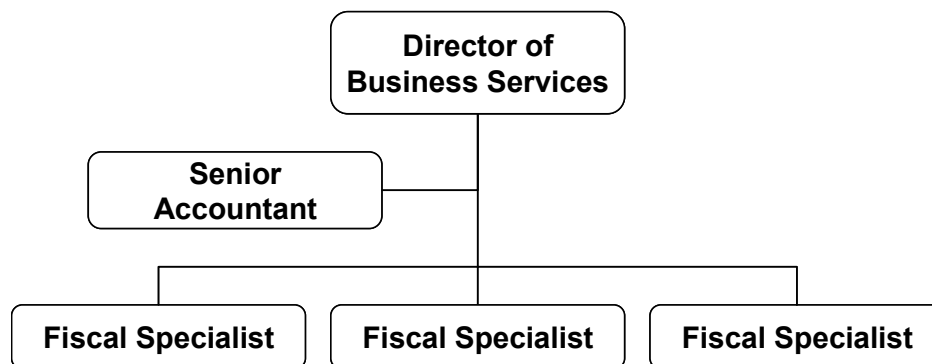 Director of
Business Services
Senior
Accountant
Fiscal Specialist
Fiscal Specialist
Fiscal Specialist